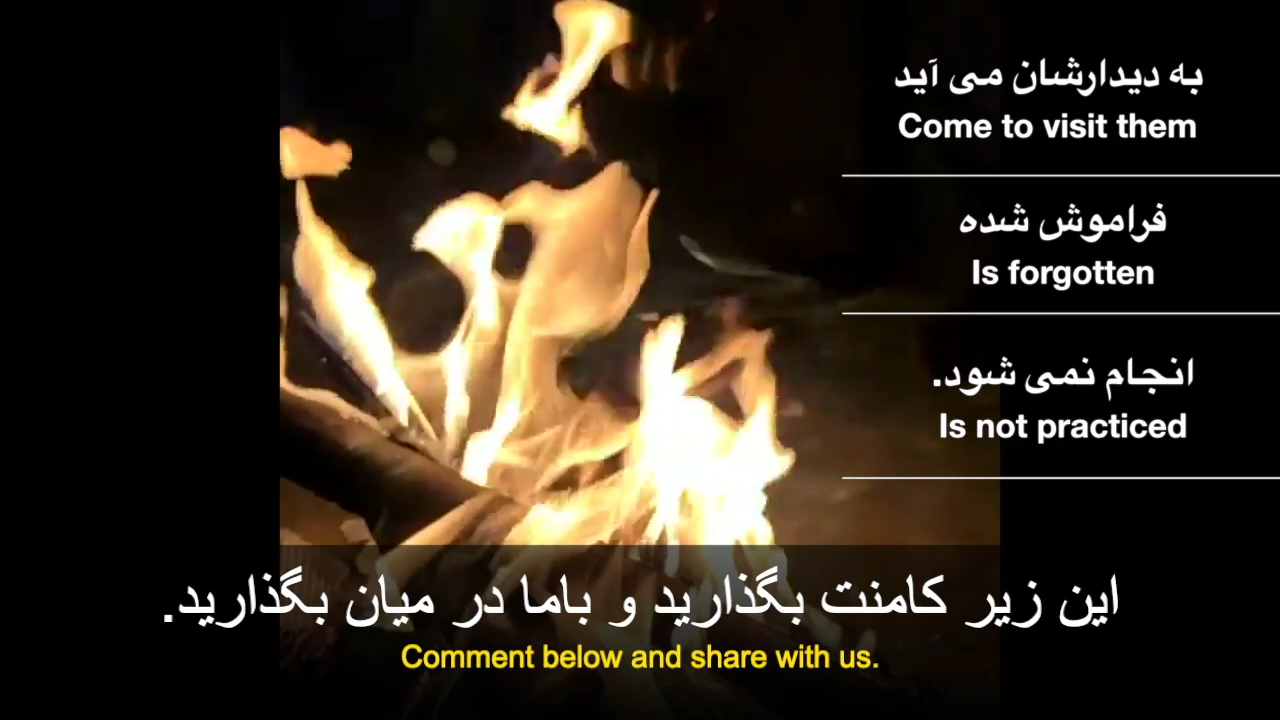 به دیدارشان می آید
Come to visit them
فراموش شده
Is forgotten
انجام نمی شود.
Is not practiced
این زیر کامنت بگذارید و باما در میان بگذارید.
Comment below and share with us.